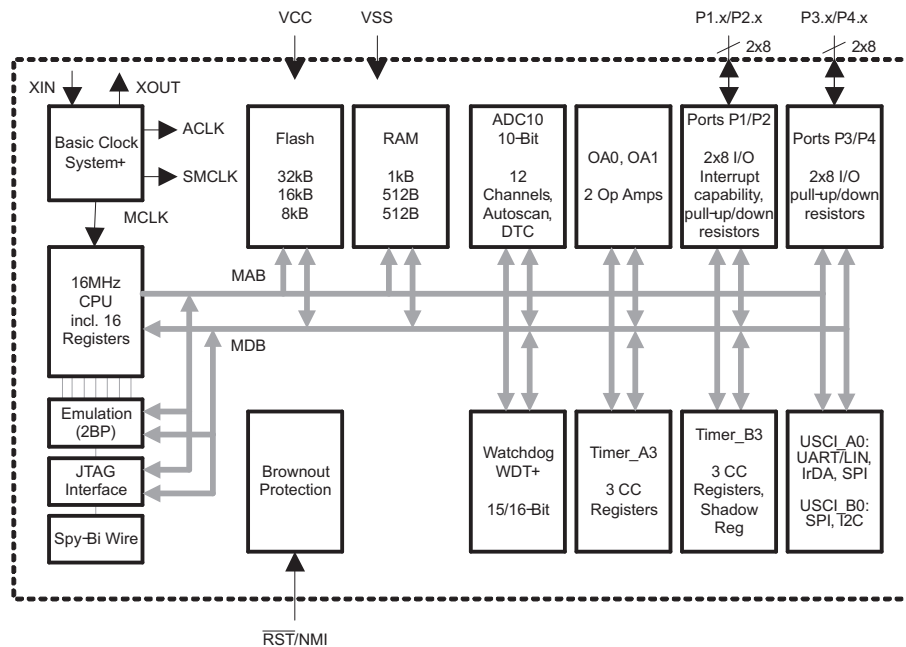 VCC
VSS
P1.x/P2.x
2x8
P3.x/P4.x
2x8
XIN
XOUT
Basic Clock
System+
ACLK
SMCLK
MCLK
Flash
32kB
16kB
8kB
RAM
1kB
512B
512B
ADC10
10-Bit
12
Channels,
Autoscan,
DTC
OA0, OA1
2 Op Amps
Ports P1/P2
2x8 I/O
Interrupt
capability,
pull-up/down
resistors
Ports P3/P4
2x8 I/O
pull-up/down
resistors
16MHz
CPU
incl. 16
Registers
MAB
MDB
Emulation
(2BP)
JTAG
Interface
Spy-Bi Wire
Brownout
Protection
Watchdog
WDT+
15/16-Bit
Timer_A3
3 CC
Registers
Timer_B3
3 CC
Registers,
Shadow
Reg
USCI_A0:
UART/LIN,
IrDA, SPI
USCI_B0:
SPI, I2C
RST/NMI